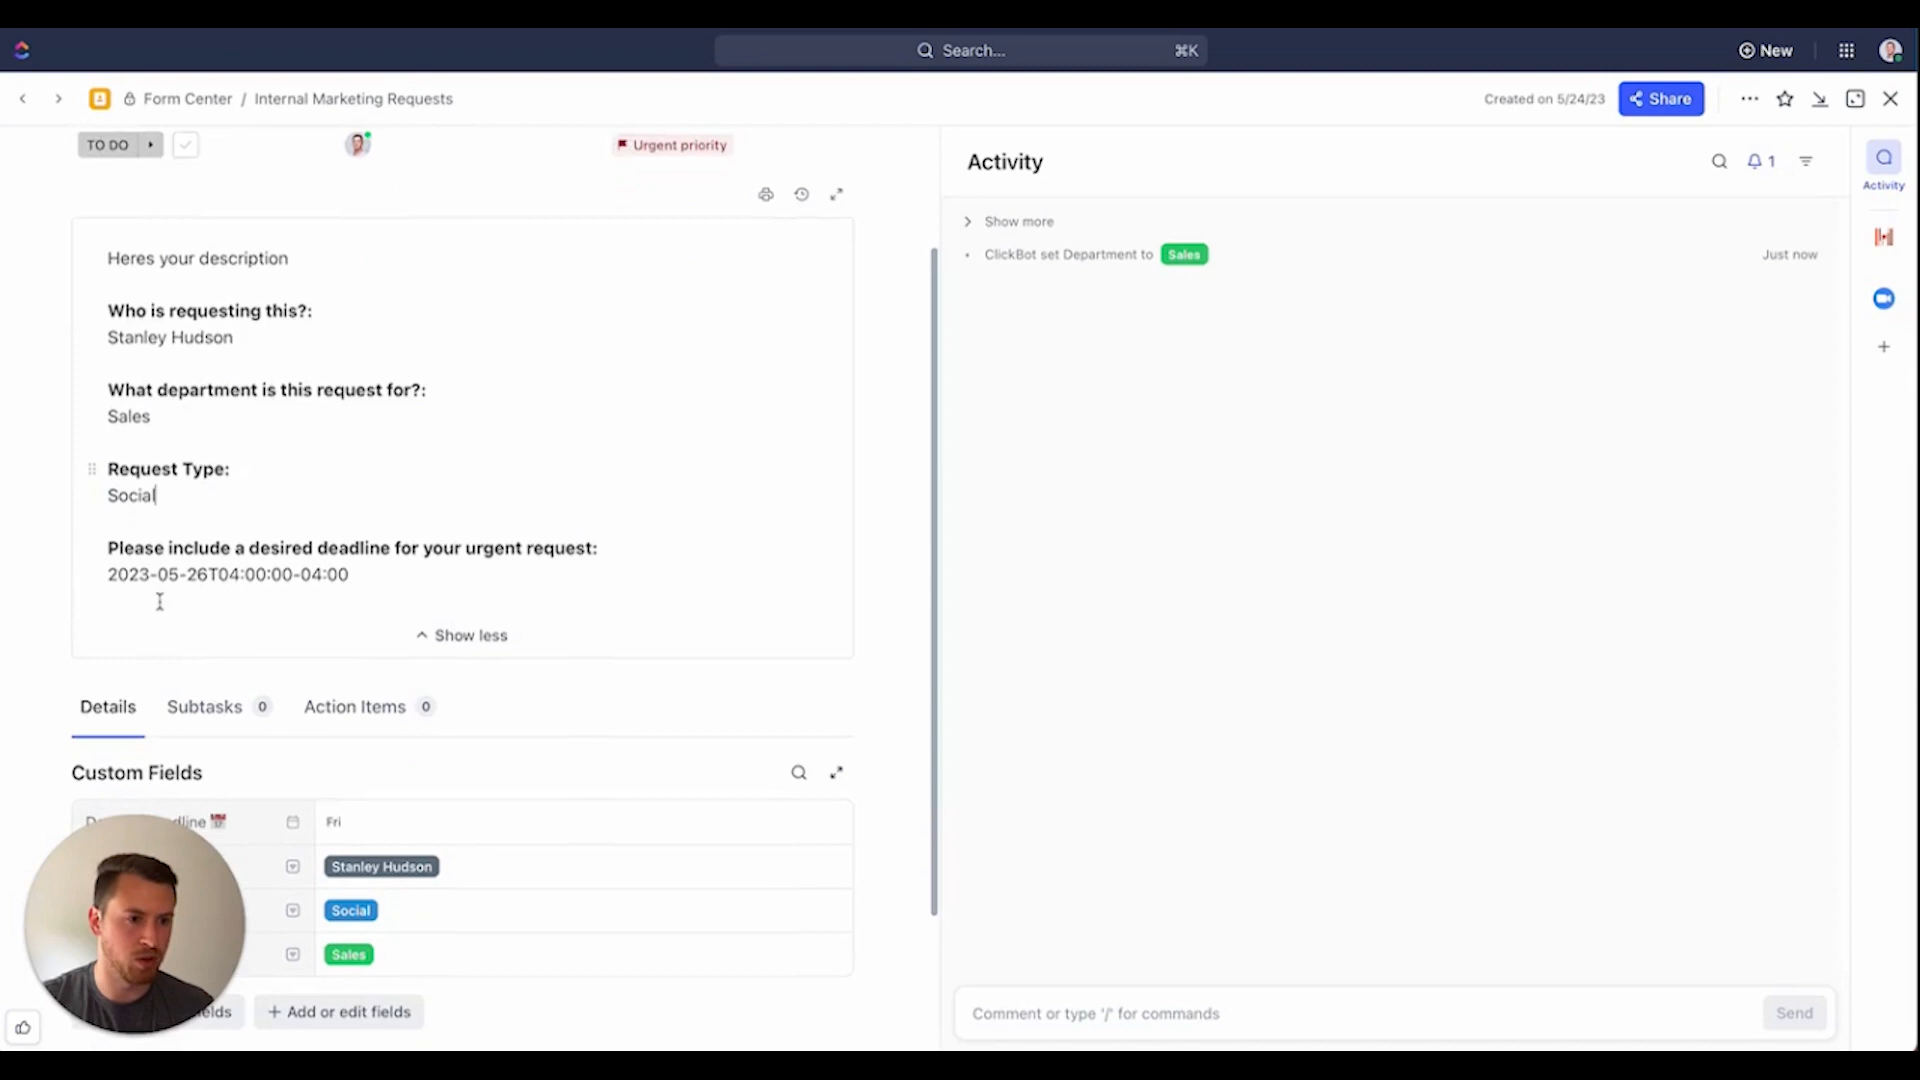 Search...
⌘K
New
Form Center / Internal Marketing Requests
Created on 5/24/23
Share
TO DO
Urgent priority
Heres your description
Who is requesting this?:
Stanley Hudson
What department is this request for?:
Sales
Request Type:
Social
Please include a desired deadline for your urgent request:
2023-05-26T04:00:00-04:00
Show less
Details
Subtasks 0
Action Items 0
Custom Fields
Fri
Stanley Hudson
Social
Sales
+ Add or edit fields
Activity
1
Show more
ClickBot set Department to Sales
Just now
Comment or type '/' for commands
Send
Activity